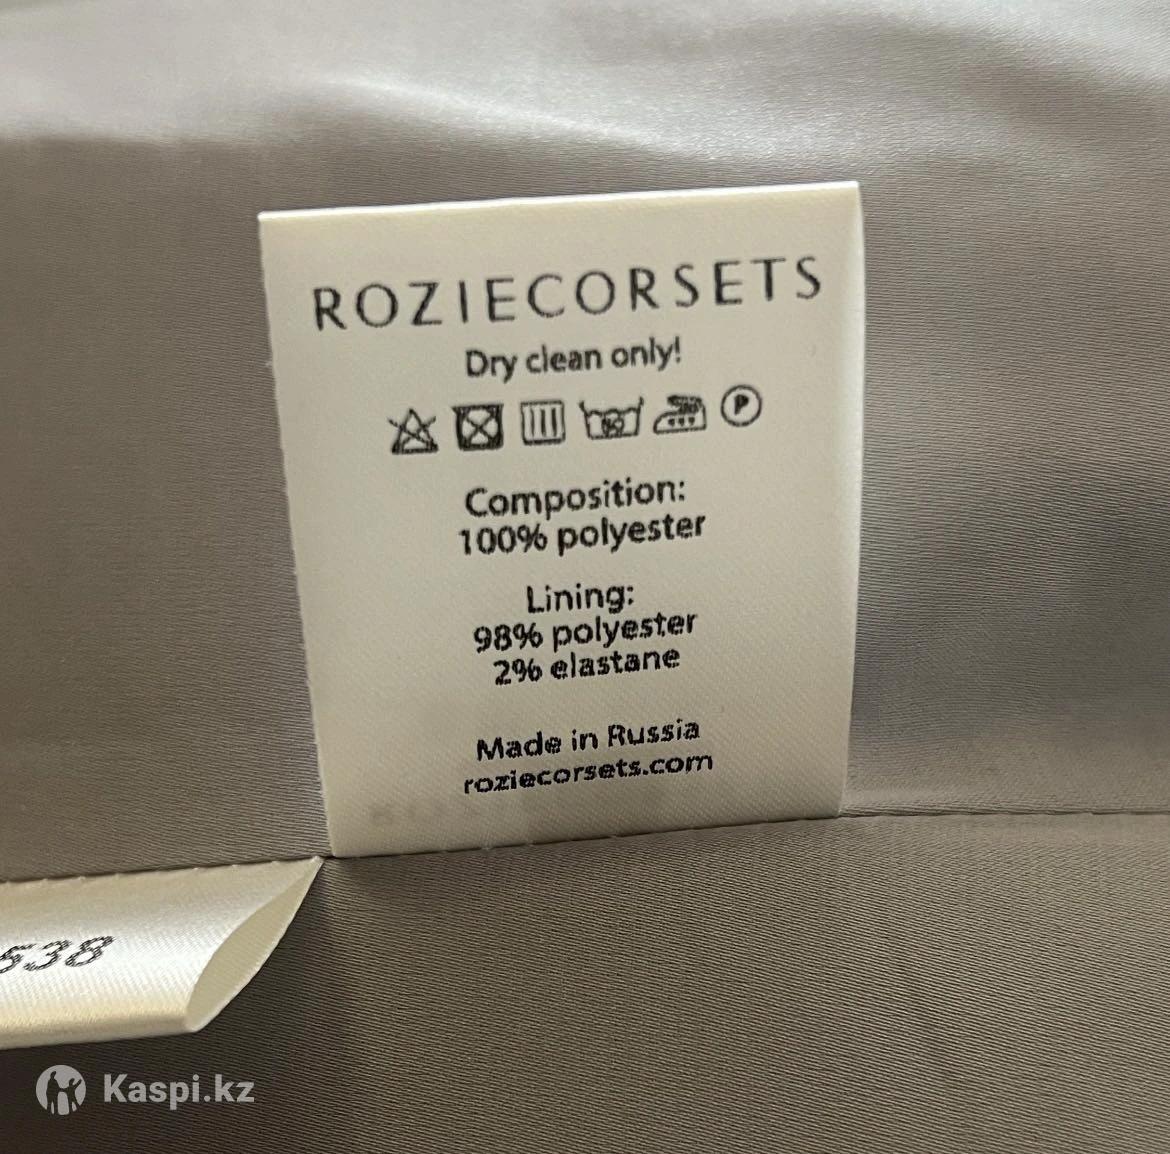 ROZIECORSETS
Dry clean only!
P
Composition:
100% polyester
Lining:
98% polyester
2% elastane
Made in Russia
roziecorsets.com
538
Kaspi.kz